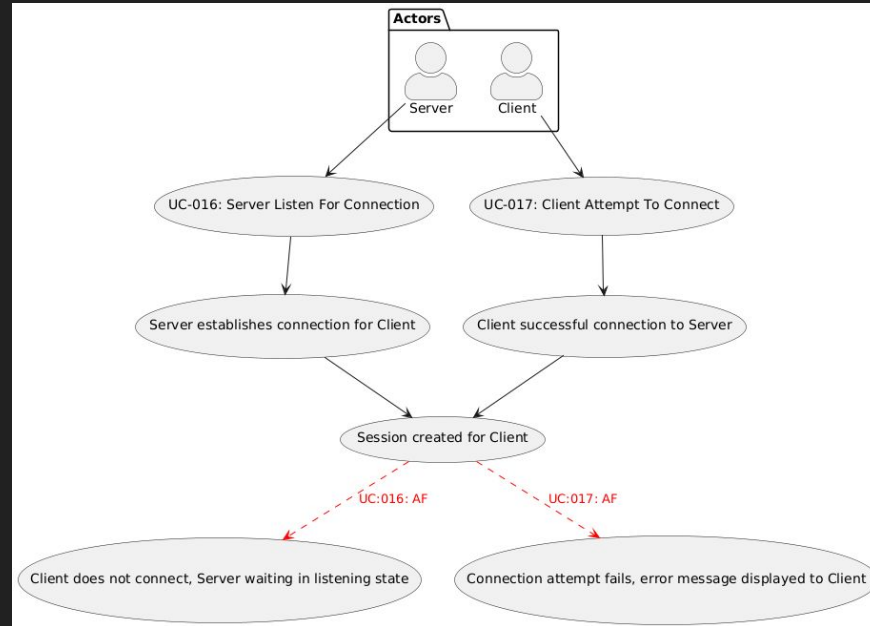 Actors
Server
Client
UC-016: Server Listen For Connection
UC-017: Client Attempt To Connect
Server establishes connection for Client
Client successful connection to Server
Session created for Client
UC:016: AF
UC:017: AF
Client does not connect, Server waiting in listening state
Connection attempt fails, error message displayed to Client